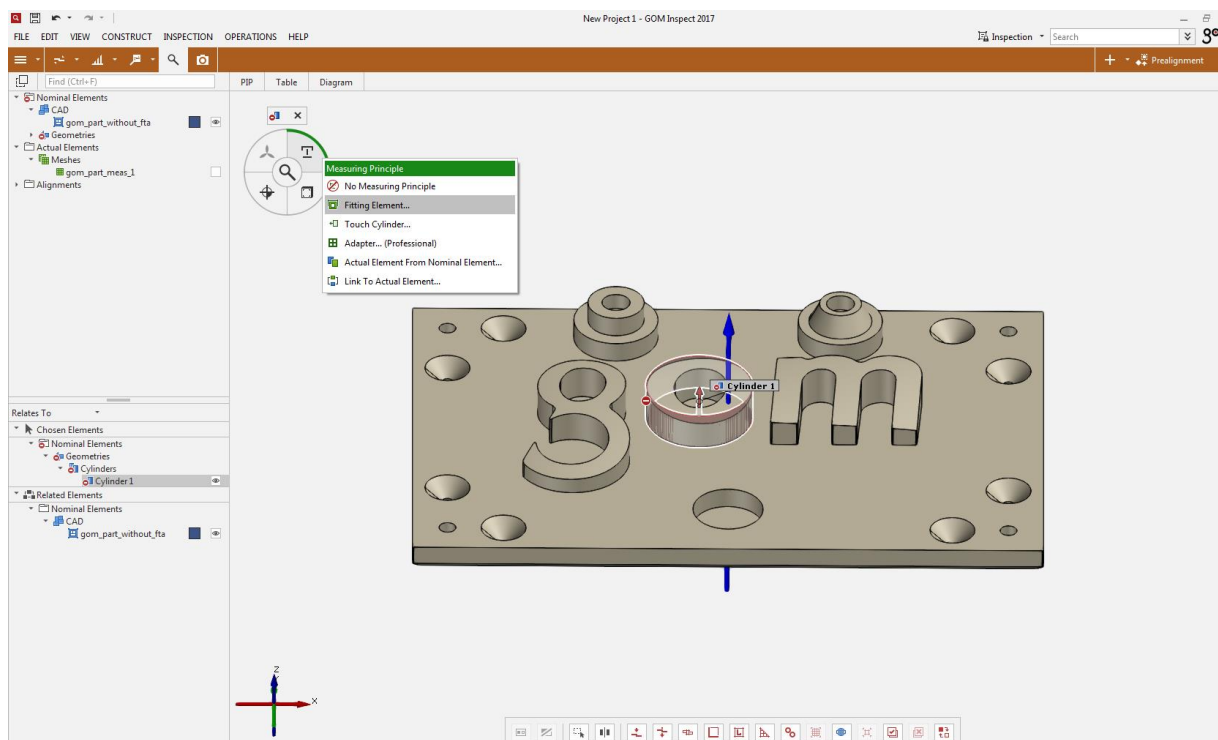 New Project 1 - GOM Inspect 2017
FILE EDIT VIEW CONSTRUCT INSPECTION OPERATIONS HELP
Inspection
Search
Prealignment
Find (Ctrl+F)
PIP Table Diagram
Nominal Elements
CAD
gom_part_without_fta
Geometries
Actual Elements
Meshes
gom_part_meas_1
Alignments
Measuring Principle
No Measuring Principle
Fitting Element...
Touch Cylinder...
Adapter... (Professional)
Actual Element From Nominal Element...
Link To Actual Element...
Cylinder 1
g o m
Relates To
Chosen Elements
Nominal Elements
Geometries
Cylinders
Cylinder 1
Related Elements
Nominal Elements
CAD
gom_part_without_fta
Z
X